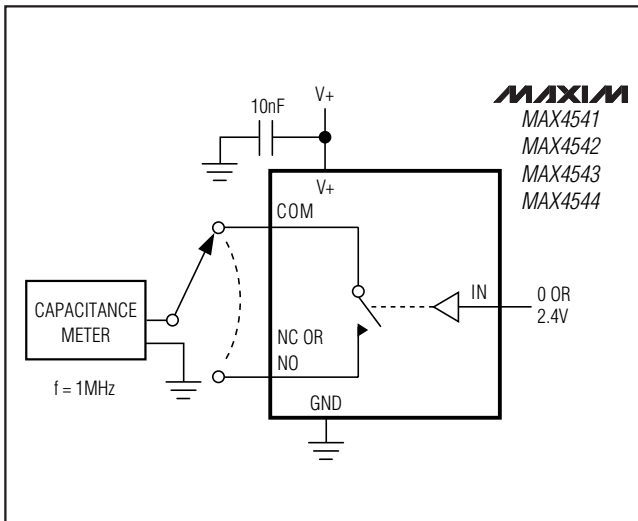 10nF
V+
MAXIM
MAX4541
MAX4542
MAX4543
MAX4544
V+
COM
IN
0 OR
2.4V
CAPACITANCE
METER
NC OR
NO
f = 1MHz
GND